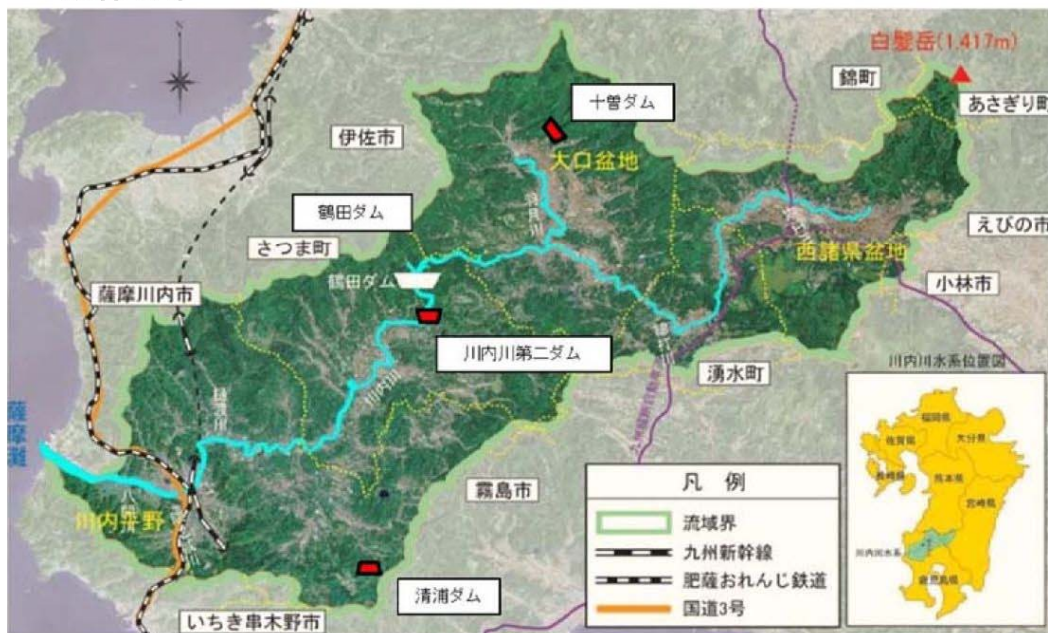 N
白髪岳(1,417m)
錦町
あさぎり町
十曽ダム
伊佐市
大口盆地
鶴田ダム
さつま町
えびの市
西諸県盆地
鶴田ダム
小林市
薩摩川内市
川内川第二ダム
湧水町
川内川水系位置図
薩摩灘
川内川
霧島市
川内平野
清浦ダム
いちき串木野市
凡 例
流域界
九州新幹線
肥薩おれんじ鉄道
国道3号
福岡県
佐賀県
大分県
長崎県
熊本県
宮崎県
川内川水系
鹿児島県